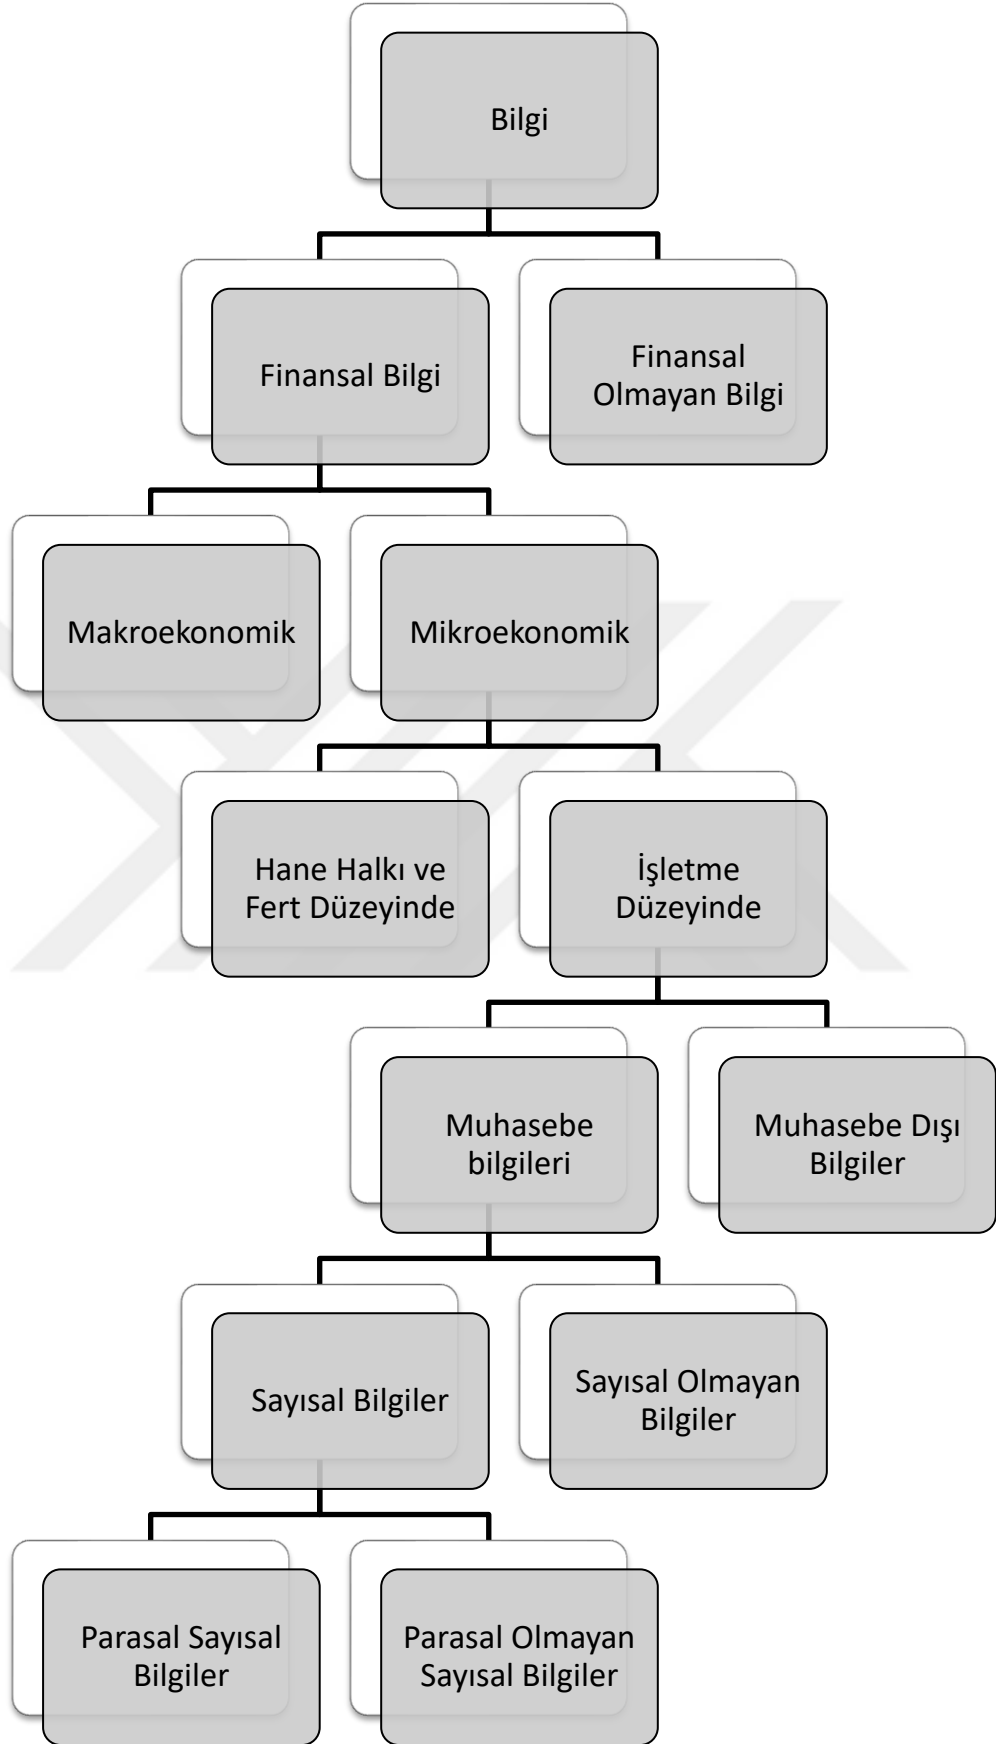 Bilgi
Finansal Bilgi
Finansal
Olmayan Bilgi
Makroekonomik
Mikroekonomik
Hane Halkı ve
Fert Düzeyinde
İşletme
Düzeyinde
Muhasebe
bilgileri
Muhasebe Dışı
Bilgiler
Sayısal Bilgiler
Sayısal Olmayan
Bilgiler
Parasal Sayısal
Bilgiler
Parasal Olmayan
Sayısal Bilgiler